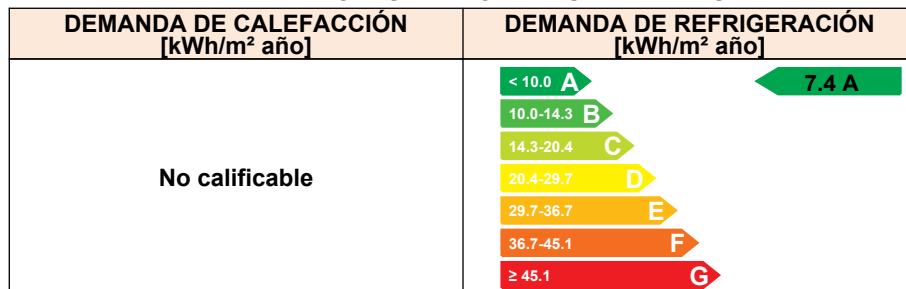 DEMANDA DE CALEFACCIÓN
[kWh/m² año]
DEMANDA DE REFRIGERACIÓN
[kWh/m² año]
No calificable
< 10.0 A
7.4 A
10.0-14.3 B
14.3-20.4 C
20.4-29.7 D
29.7-36.7 E
36.7-45.1 F
≥ 45.1 G